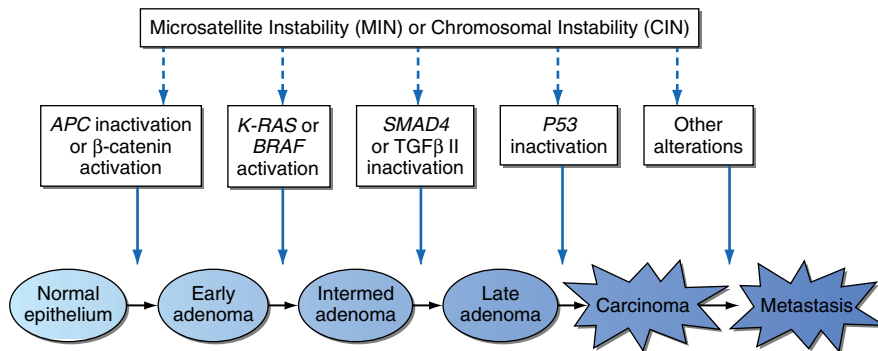 Microsatellite Instability (MIN) or Chromosomal Instability (CIN)
APC inactivation
or β-catenin
activation
K-RAS or
BRAF
activation
SMAD4
or TGFβ II
inactivation
P53
inactivation
Other
alterations
Normal
epithelium
Early
adenoma
Intermed
adenoma
Late
adenoma
Carcinoma
Metastasis